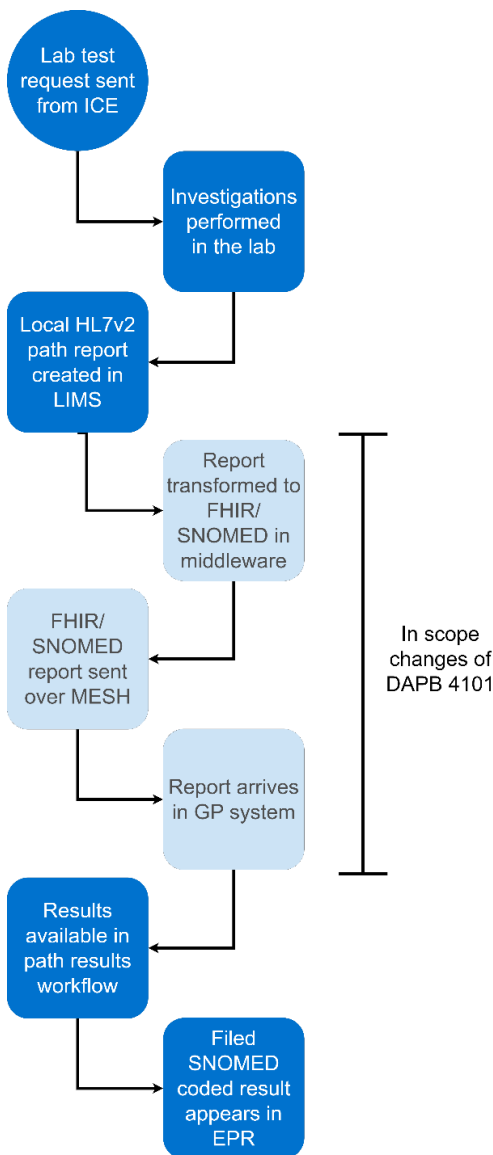 Lab test
request sent
from ICE
Investigations
performed
in the lab
Local HL7v2
path report
created in
LIMS
Report
transformed to
FHIR/
SNOMED in
middleware
FHIR/
SNOMED
report sent
over MESH
In scope
changes of
DAPB 4101
Report arrives
in GP system
Results
available in
path results
workflow
Filed
SNOMED
coded result
appears in
EPR